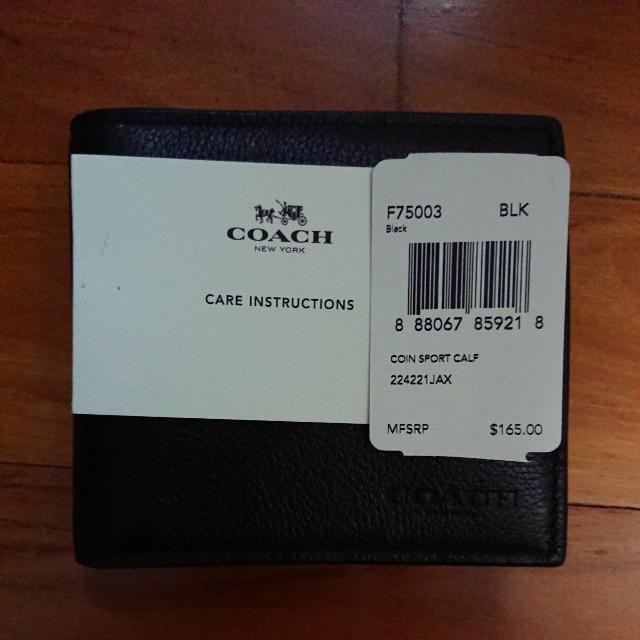 COACH
NEW YORK
CARE INSTRUCTIONS
F75003 BLK
Black
8 88067 85921 8
COIN SPORT CALF
224221JAX
MFSRP $165.00
COACH